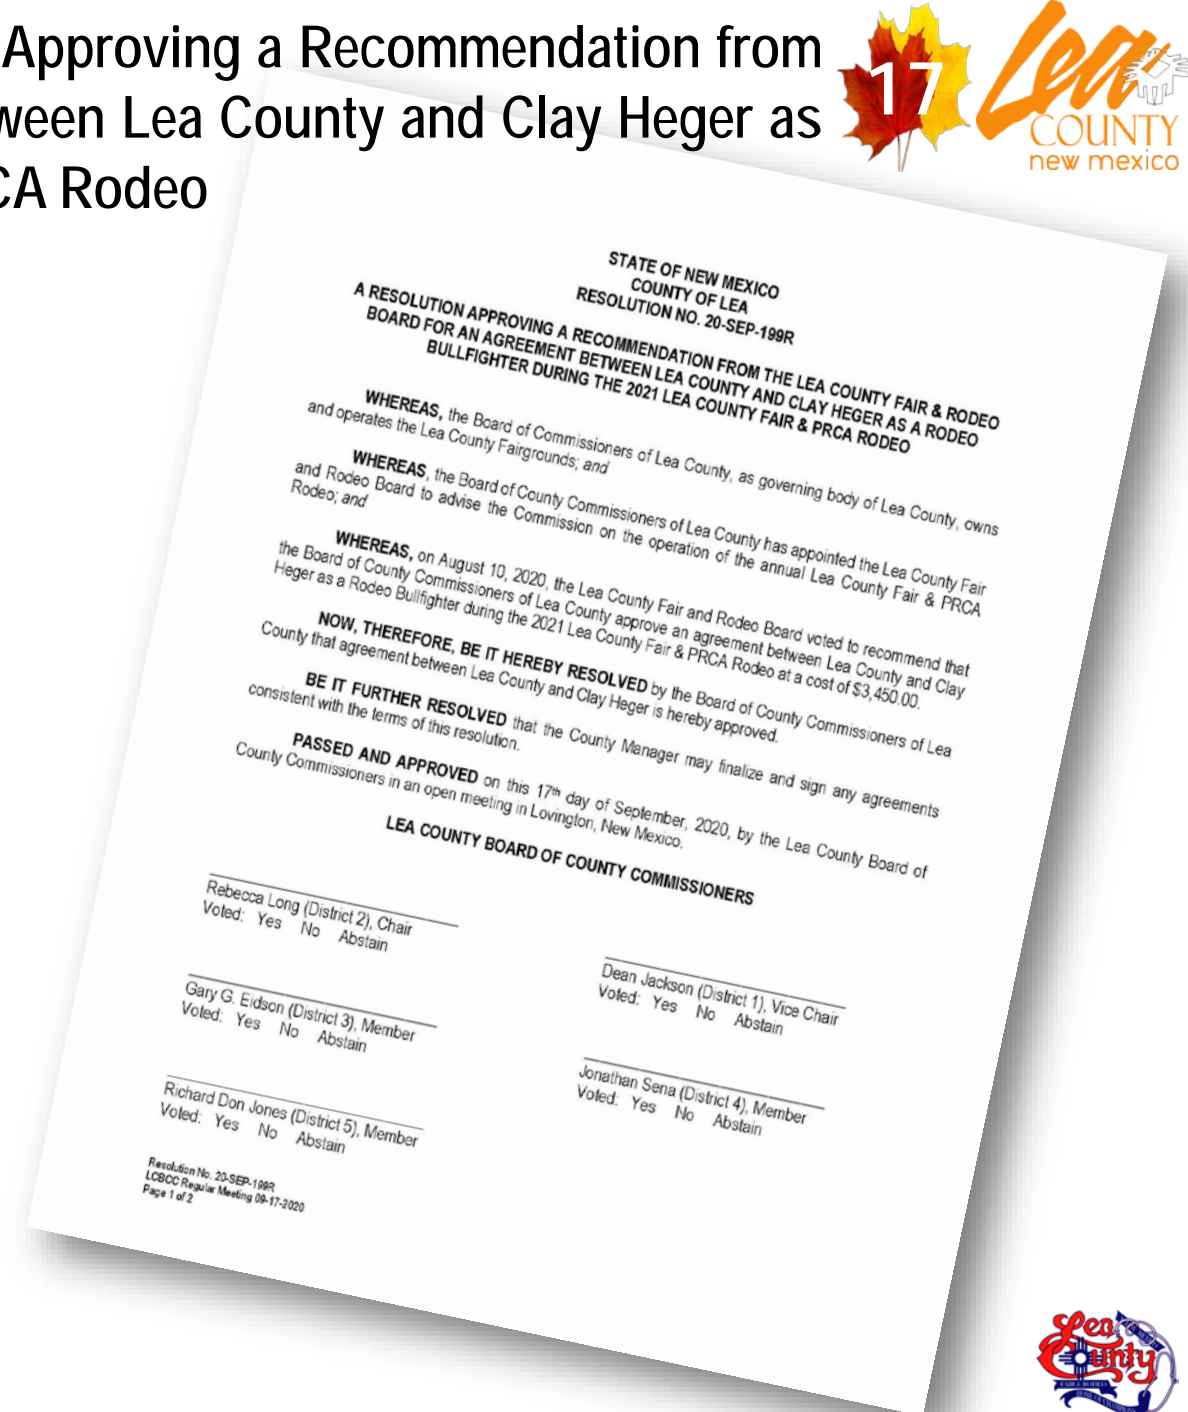 Approving a Recommendation from
ween Lea County and Clay Heger as
CA Rodeo
17
Lea
COUNTY
new mexico
STATE OF NEW MEXICO
COUNTY OF LEA
RESOLUTION NO. 20-SEP-199R
A RESOLUTION APPROVING A RECOMMENDATION FROM THE LEA COUNTY FAIR & RODEO
BOARD FOR AN AGREEMENT BETWEEN LEA COUNTY AND CLAY HEGER AS A RODEO
BULLFIGHTER DURING THE 2021 LEA COUNTY FAIR & PRCA RODEO
WHEREAS, the Board of Commissioners of Lea County, as governing body of Lea County, owns
and operates the Lea County Fairgrounds; and
WHEREAS, the Board of County Commissioners of Lea County has appointed the Lea County Fair
and Rodeo Board to advise the Commission on the operation of the annual Lea County Fair & PRCA
Rodeo; and
WHEREAS, on August 10, 2020, the Lea County Fair and Rodeo Board voted to recommend that
the Board of County Commissioners of Lea County approve an agreement between Lea County and Clay
Heger as a Rodeo Bullfighter during the 2021 Lea County Fair & PRCA Rodeo at a cost of $3,450.00.
NOW, THEREFORE, BE IT HEREBY RESOLVED by the Board of County Commissioners of Lea
County that agreement between Lea County and Clay Heger is hereby approved.
BE IT FURTHER RESOLVED that the County Manager may finalize and sign any agreements
consistent with the terms of this resolution.
PASSED AND APPROVED on this 17th day of September, 2020, by the Lea County Board of
County Commissioners in an open meeting in Lovington, New Mexico.
LEA COUNTY BOARD OF COUNTY COMMISSIONERS
Rebecca Long (District 2), Chair
Voted: Yes No Abstain
Dean Jackson (District 1), Vice Chair
Voted: Yes No Abstain
Gary G. Eidson (District 3), Member
Voted: Yes No Abstain
Jonathan Sena (District 4), Member
Voted: Yes No Abstain
Richard Don Jones (District 5), Member
Voted: Yes No Abstain
Resolution No. 20-SEP-199R
LCBCC Regular Meeting 09-17-2020
Page 1 of 2
Lea
County
FAIR & RODEO